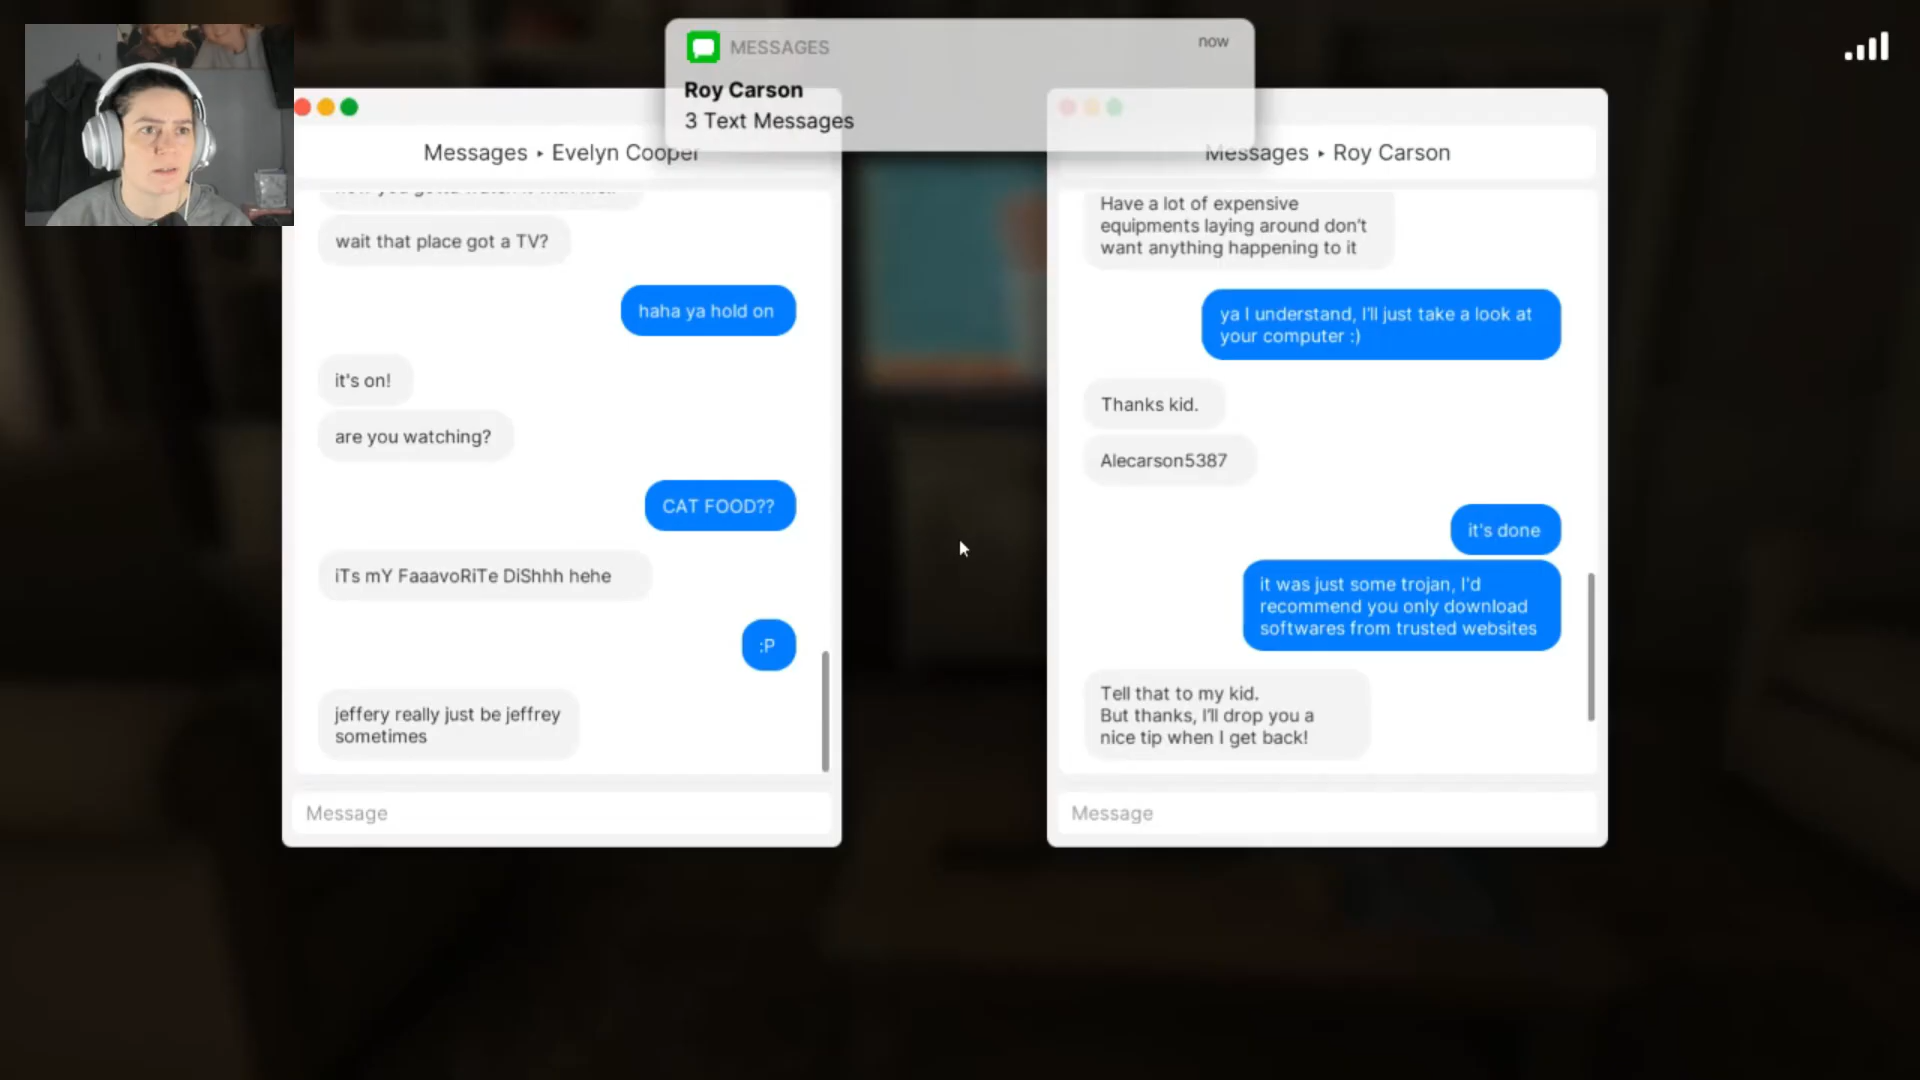 MESSAGES
now
Roy Carson
3 Text Messages
Messages ▸ Evelyn Cooper
wait that place got a TV?
haha ya hold on
it's on!
are you watching?
CAT FOOD??
iTs mY FaaavoRiTe DiShhh hehe
:P
jeffery really just be jeffrey
sometimes
Message
Messages ▸ Roy Carson
Have a lot of expensive
equipments laying around don't
want anything happening to it
ya I understand, I'll just take a look at
your computer :)
Thanks kid.
Alecarson5387
it's done
it was just some trojan, I'd
recommend you only download
softwares from trusted websites
Tell that to my kid.
But thanks, I'll drop you a
nice tip when I get back!
Message